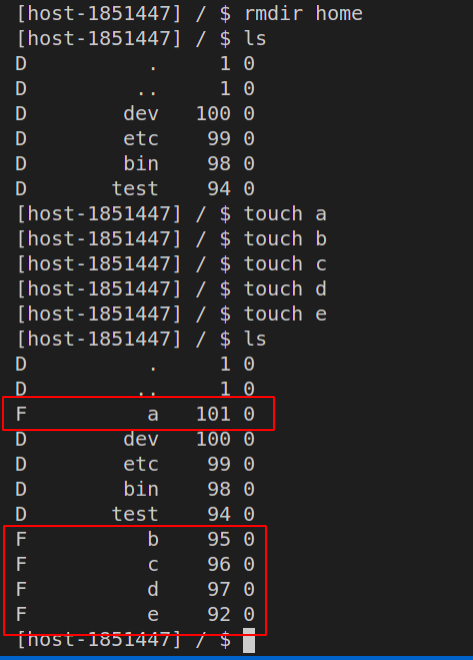 [host-1851447] / $ rmdir home
[host-1851447] / $ ls
D . 1 0
D .. 1 0
D dev 100 0
D etc 99 0
D bin 98 0
D test 94 0
[host-1851447] / $ touch a
[host-1851447] / $ touch b
[host-1851447] / $ touch c
[host-1851447] / $ touch d
[host-1851447] / $ touch e
[host-1851447] / $ ls
D . 1 0
D .. 1 0
F a 101 0
D dev 100 0
D etc 99 0
D bin 98 0
D test 94 0
F b 95 0
F c 96 0
F d 97 0
F e 92 0
[host-1851447] / $